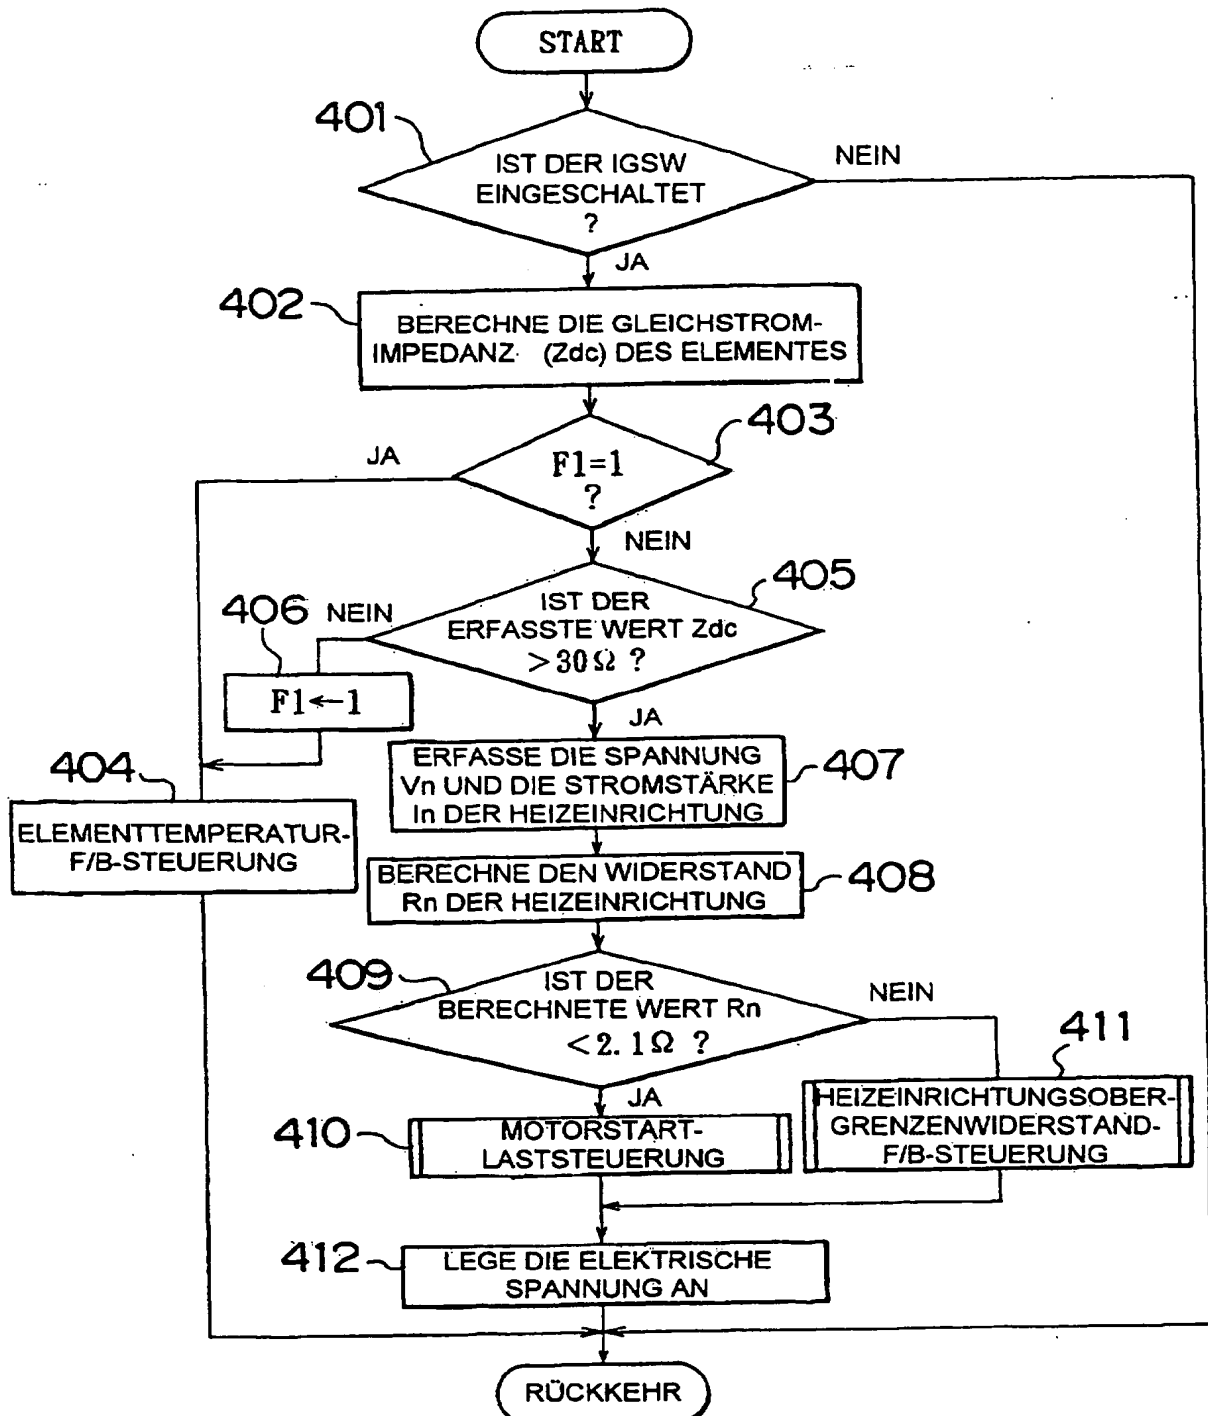 START
401
IST DER IGSW
EINGESCHALTET
?
NEIN
JA
402
BERECHNE DIE GLEICHSTROM-
IMPEDANZ (Zdc) DES ELEMENTES
403
JA
F1=1
?
NEIN
405
406
NEIN
IST DER
ERFASSTE WERT Zdc
>30Ω ?
F1←1
JA
404
ELEMENTTEMPERATUR-
F/B-STEUERUNG
ERFASSE DIE SPANNUNG
Vn UND DIE STROMSTÄRKE
In DER HEIZEINRICHTUNG
407
BERECHNE DEN WIDERSTAND
Rn DER HEIZEINRICHTUNG
408
409
IST DER
BERECHNETE WERT Rn
<2.1Ω ?
NEIN
JA
411
410
MOTORSTART-
LASTSTEUERUNG
HEIZEINRICHTUNGSOBER-
GRENZENWIDERSTAND-
F/B-STEUERUNG
412
LEGE DIE ELEKTRISCHE
SPANNUNG AN
RÜCKKEHR